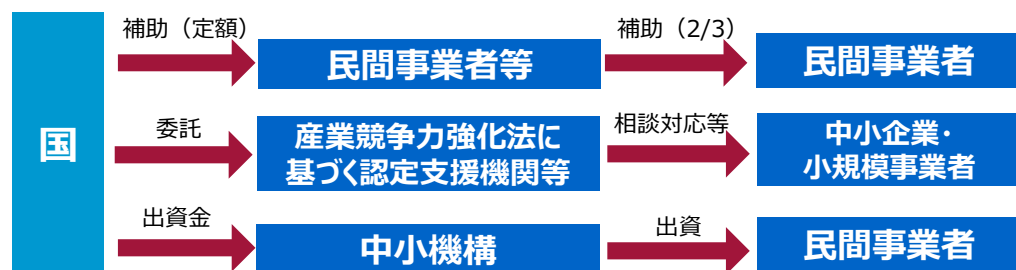 国
補助（定額）
民間事業者等
補助（2/3）
民間事業者
委託
産業競争力強化法に
基づく認定支援機関等
相談対応等
中小企業・
小規模事業者
出資金
中小機構
出資
民間事業者